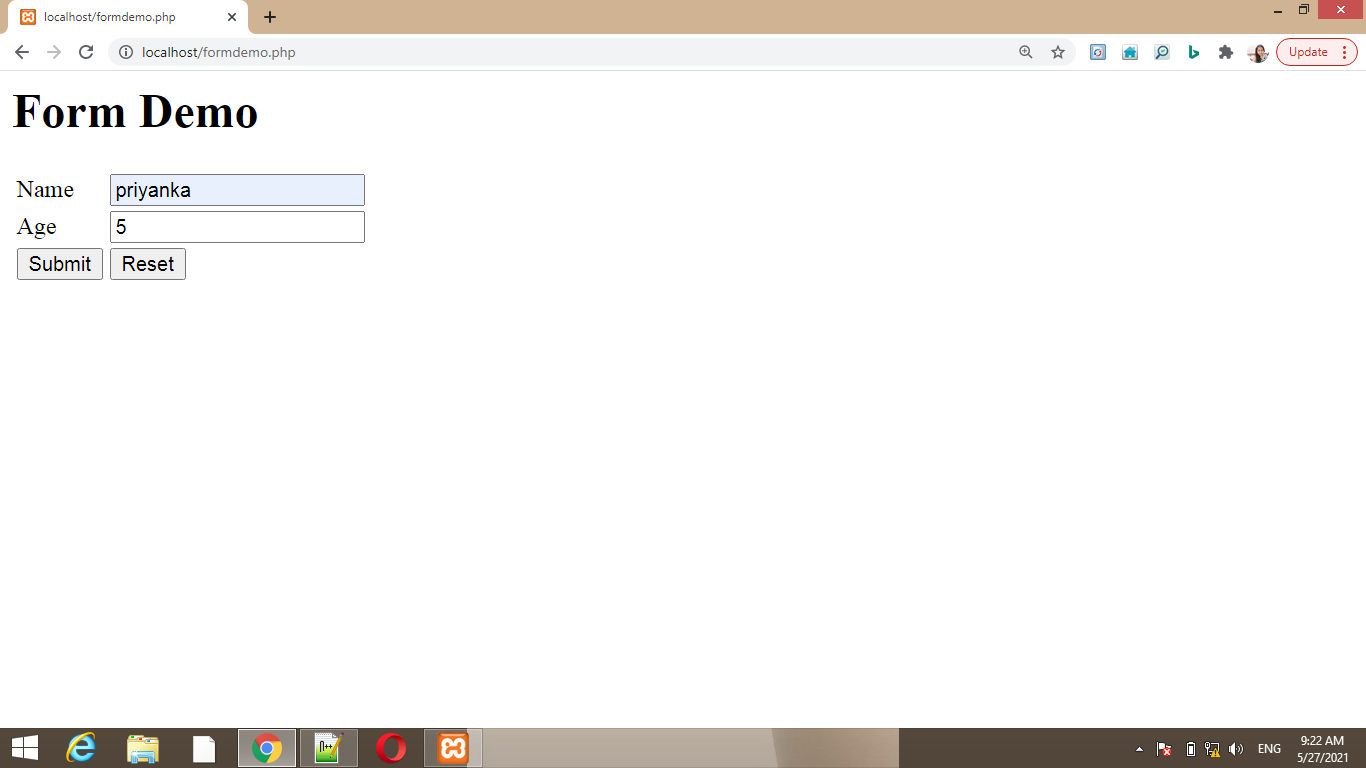 localhost/formdemo.php
localhost/formdemo.php
Update
Form Demo
Name priyanka
Age 5
Submit Reset
ENG
9:22 AM
5/27/2021